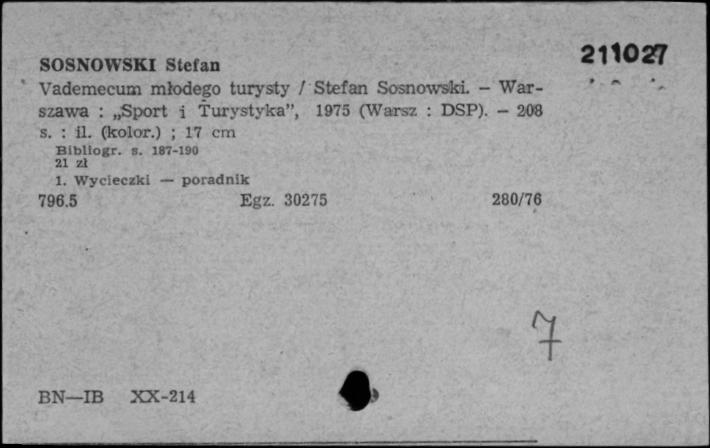 211027
SOSNOWSKI Stefan
Vademecum młodego turysty / Stefan Sosnowski. — War-
szawa : „Sport i Turystyka”, 1975 (Warsz : DSP). — 208
s. : il. (kolor.) ; 17 cm
Bibliogr. s. 187-190
21 zł
1. Wycieczki — poradnik
796.5 Egz. 30275 280/76
7
BN—IB XX-214